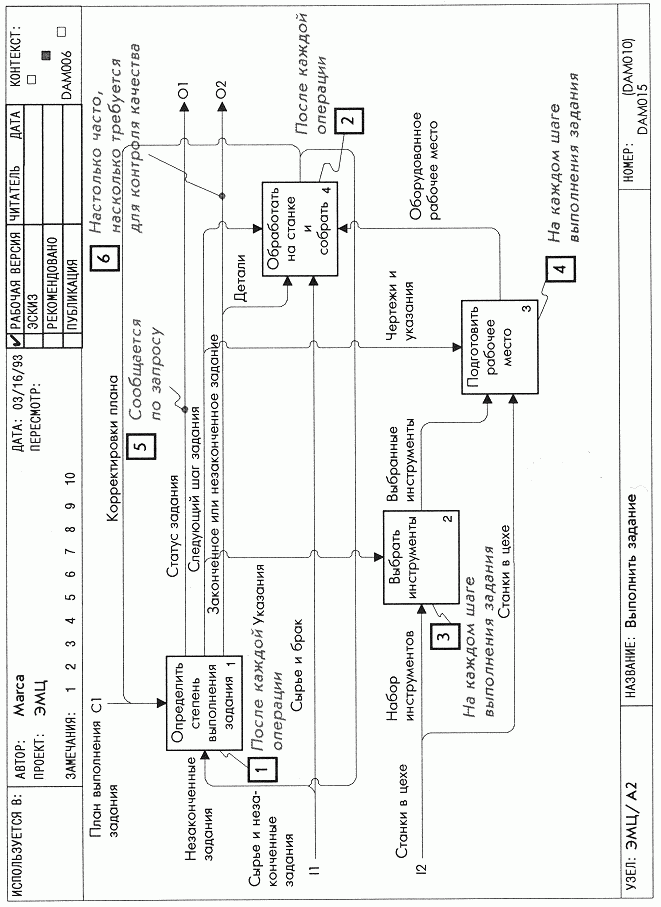 ИСПОЛЬЗУЕТСЯ В:
АВТОР: Marca
ПРОЕКТ: ЭМЦ
ЗАМЕЧАНИЯ: 1 2 3 4 5 6 7 8 9 10
ДАТА: 03/16/93
ПЕРЕСМОТР:
✓ РАБОЧАЯ ВЕРСИЯ
ЭСКИЗ
РЕКОМЕНДОВАНО
ПУБЛИКАЦИЯ
ЧИТАТЕЛЬ
ДАТА
КОНТЕКСТ:
DAM006
План выполнения C1
задания
Корректировки плана
6
Настолько часто,
насколько требуется
для контроля качества
5
Сообщается
по запросу
Статус задания
O1
Следующий шаг задания
Законченное или незаконченное задание
O2
Определить
степень
выполнения
задания 1
Незаконченные
задания
1
После каждой
операции
Указания
Сырье и брак
Сырье и неза-
конченные
задания
I1
Детали
Обработать
на станке
и
собрать 4
2
После каждой
операции
Чертежи и
указания
Оборудованное
рабочее место
Набор
инструментов
Выбрать
инструменты
2
3
На каждом шаге
выполнения задания
Выбранные
инструменты
Подготовить
рабочее
место
3
4
На каждом шаге
выполнения задания
Станки в цехе
I2
Станки в цехе
УЗЕЛ: ЭМЦ/ A2
НАЗВАНИЕ: Выполнить задание
НОМЕР:
(DAM010)
DAM015